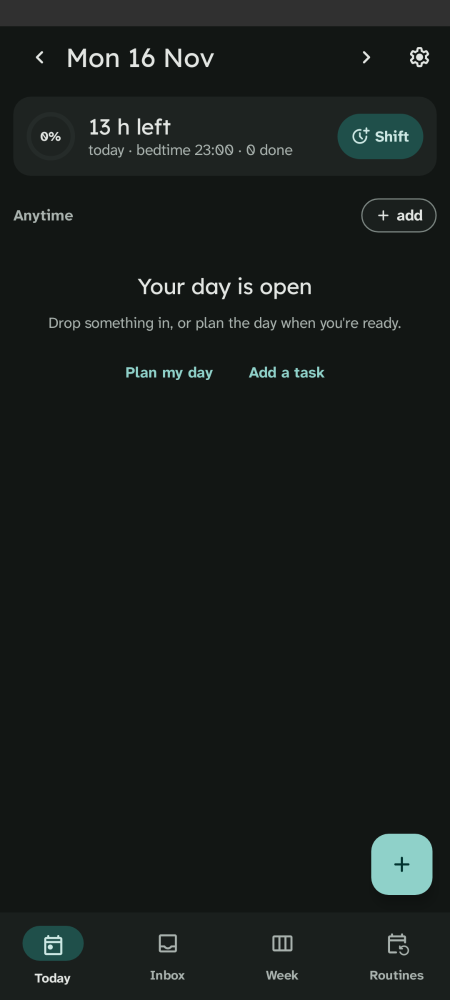 Mon 16 Nov
0%
13 h left
today · bedtime 23:00 · 0 done
Shift
Anytime
+ add
Your day is open
Drop something in, or plan the day when you're ready.
Plan my day
Add a task
Today
Inbox
Week
Routines